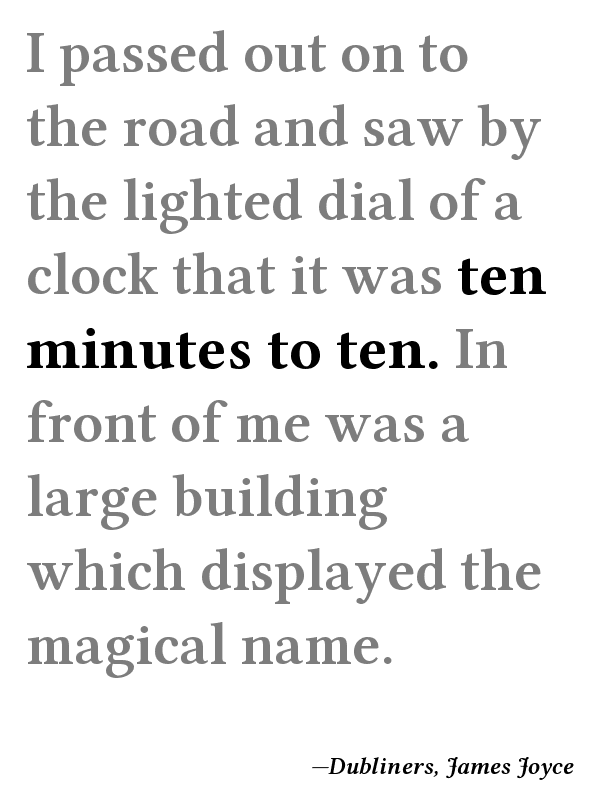 I passed out on to
the road and saw by
the lighted dial of a
clock that it was ten
minutes to ten. In
front of me was a
large building
which displayed the
magical name.
—Dubliners, James Joyce